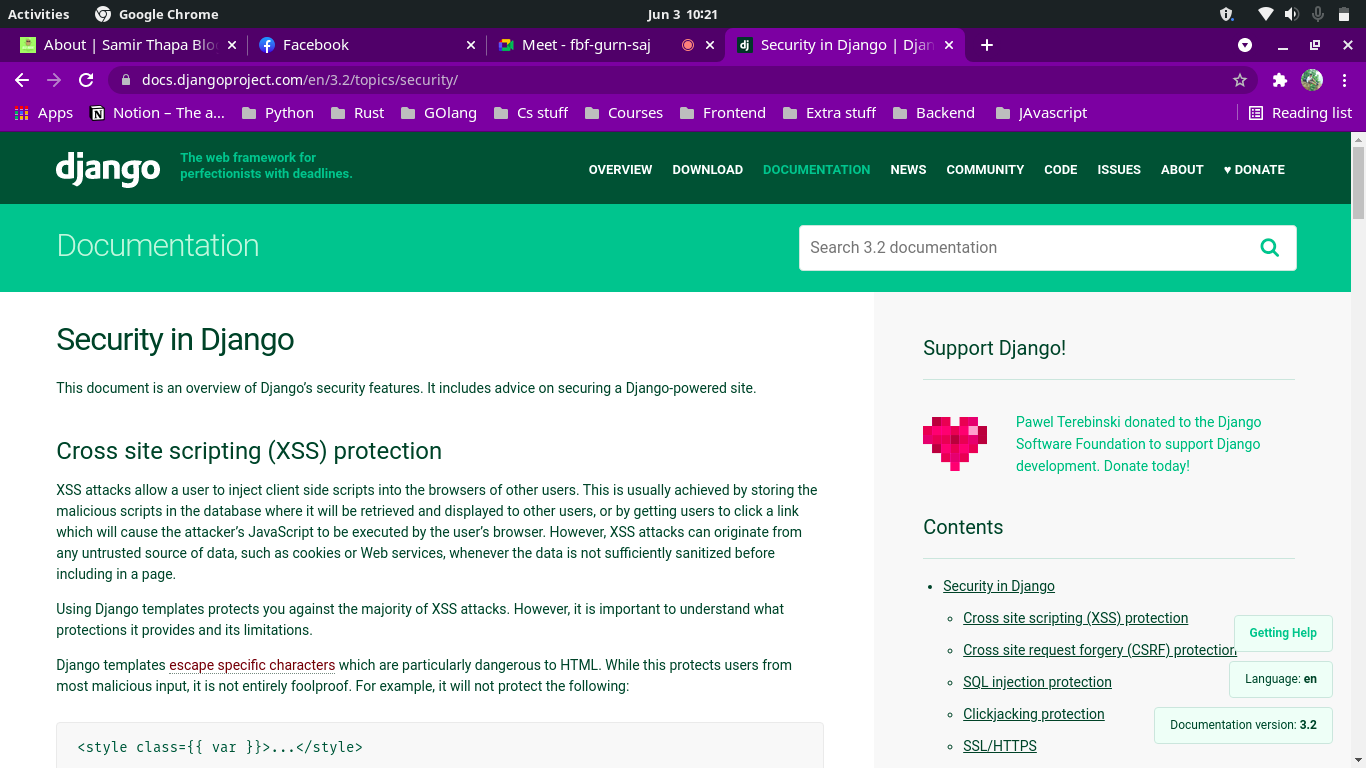 Activities
Google Chrome
Jun 3 10:21
About | Samir Thapa Blo
Facebook
Meet - fbf-gurn-saj
dj
Security in Django | Djan
docs.djangoproject.com/en/3.2/topics/security/
Apps
Notion – The a...
Python
Rust
GOlang
Cs stuff
Courses
Frontend
Extra stuff
Backend
JAvascript
Reading list
django
The web framework for
perfectionists with deadlines.
OVERVIEW
DOWNLOAD
DOCUMENTATION
NEWS
COMMUNITY
CODE
ISSUES
ABOUT
♥ DONATE
Documentation
Search 3.2 documentation
Security in Django
This document is an overview of Django’s security features. It includes advice on securing a Django-powered site.
Cross site scripting (XSS) protection
XSS attacks allow a user to inject client side scripts into the browsers of other users. This is usually achieved by storing the
malicious scripts in the database where it will be retrieved and displayed to other users, or by getting users to click a link
which will cause the attacker’s JavaScript to be executed by the user’s browser. However, XSS attacks can originate from
any untrusted source of data, such as cookies or Web services, whenever the data is not sufficiently sanitized before
including in a page.
Using Django templates protects you against the majority of XSS attacks. However, it is important to understand what
protections it provides and its limitations.
Django templates escape specific characters which are particularly dangerous to HTML. While this protects users from
most malicious input, it is not entirely foolproof. For example, it will not protect the following:
<style class={{ var }}>...</style>
Support Django!
Pawel Terebinski donated to the Django
Software Foundation to support Django
development. Donate today!
Contents
Security in Django
Cross site scripting (XSS) protection
Cross site request forgery (CSRF) protection
SQL injection protection
Clickjacking protection
SSL/HTTPS
Getting Help
Language: en
Documentation version: 3.2